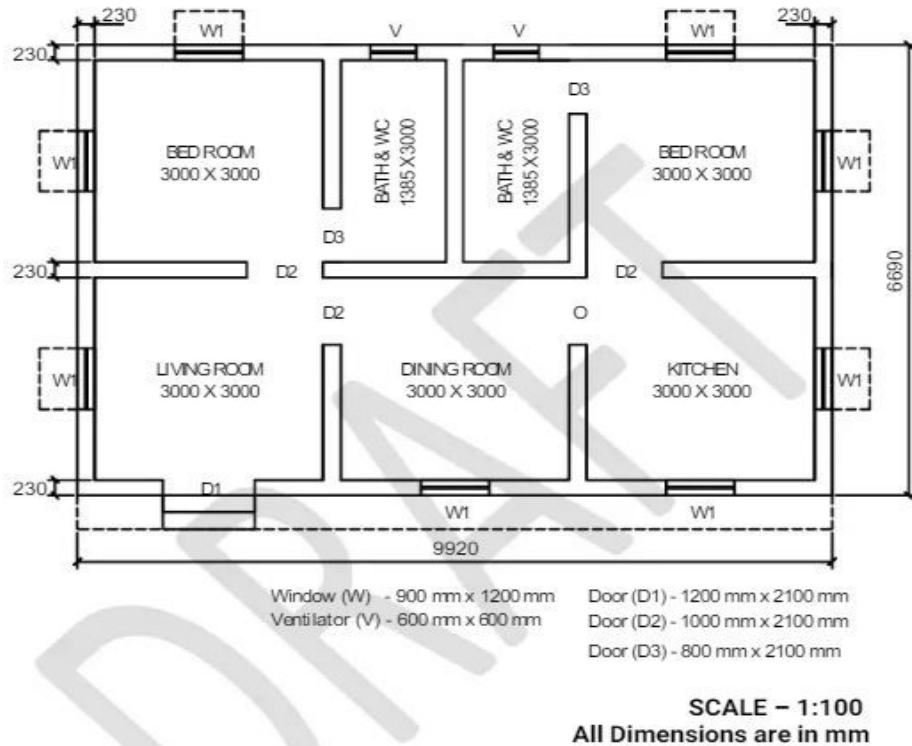 230
W1
V
V
W1
230
230
D3
BED ROOM
3000 X 3000
BATH & WC
1385 X 3000
BATH & WC
1385 X 3000
BED ROOM
3000 X 3000
W1
W1
D3
230
D2
D2
6690
D2
O
W1
LIVING ROOM
3000 X 3000
DINING ROOM
3000 X 3000
KITCHEN
3000 X 3000
W1
230
D1
W1
W1
9920
Window (W) - 900 mm x 1200 mm
Ventilator (V) - 600 mm x 600 mm
Door (D1) - 1200 mm x 2100 mm
Door (D2) - 1000 mm x 2100 mm
Door (D3) - 800 mm x 2100 mm
SCALE – 1:100
All Dimensions are in mm
DRAFT